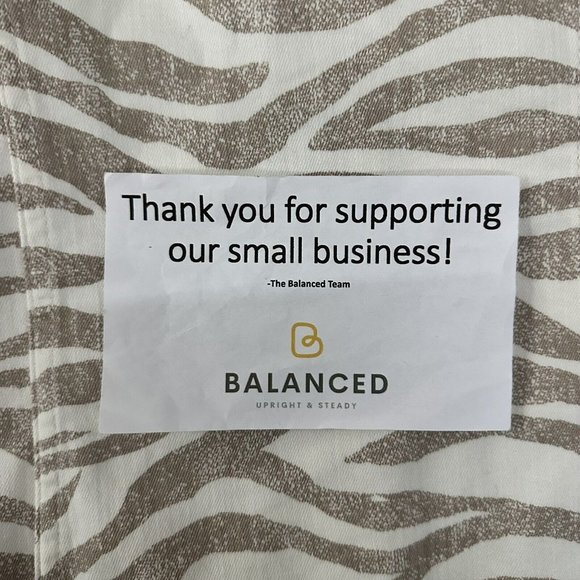 Thank you for supporting
our small business!
-The Balanced Team
BALANCED
UPRIGHT & STEADY